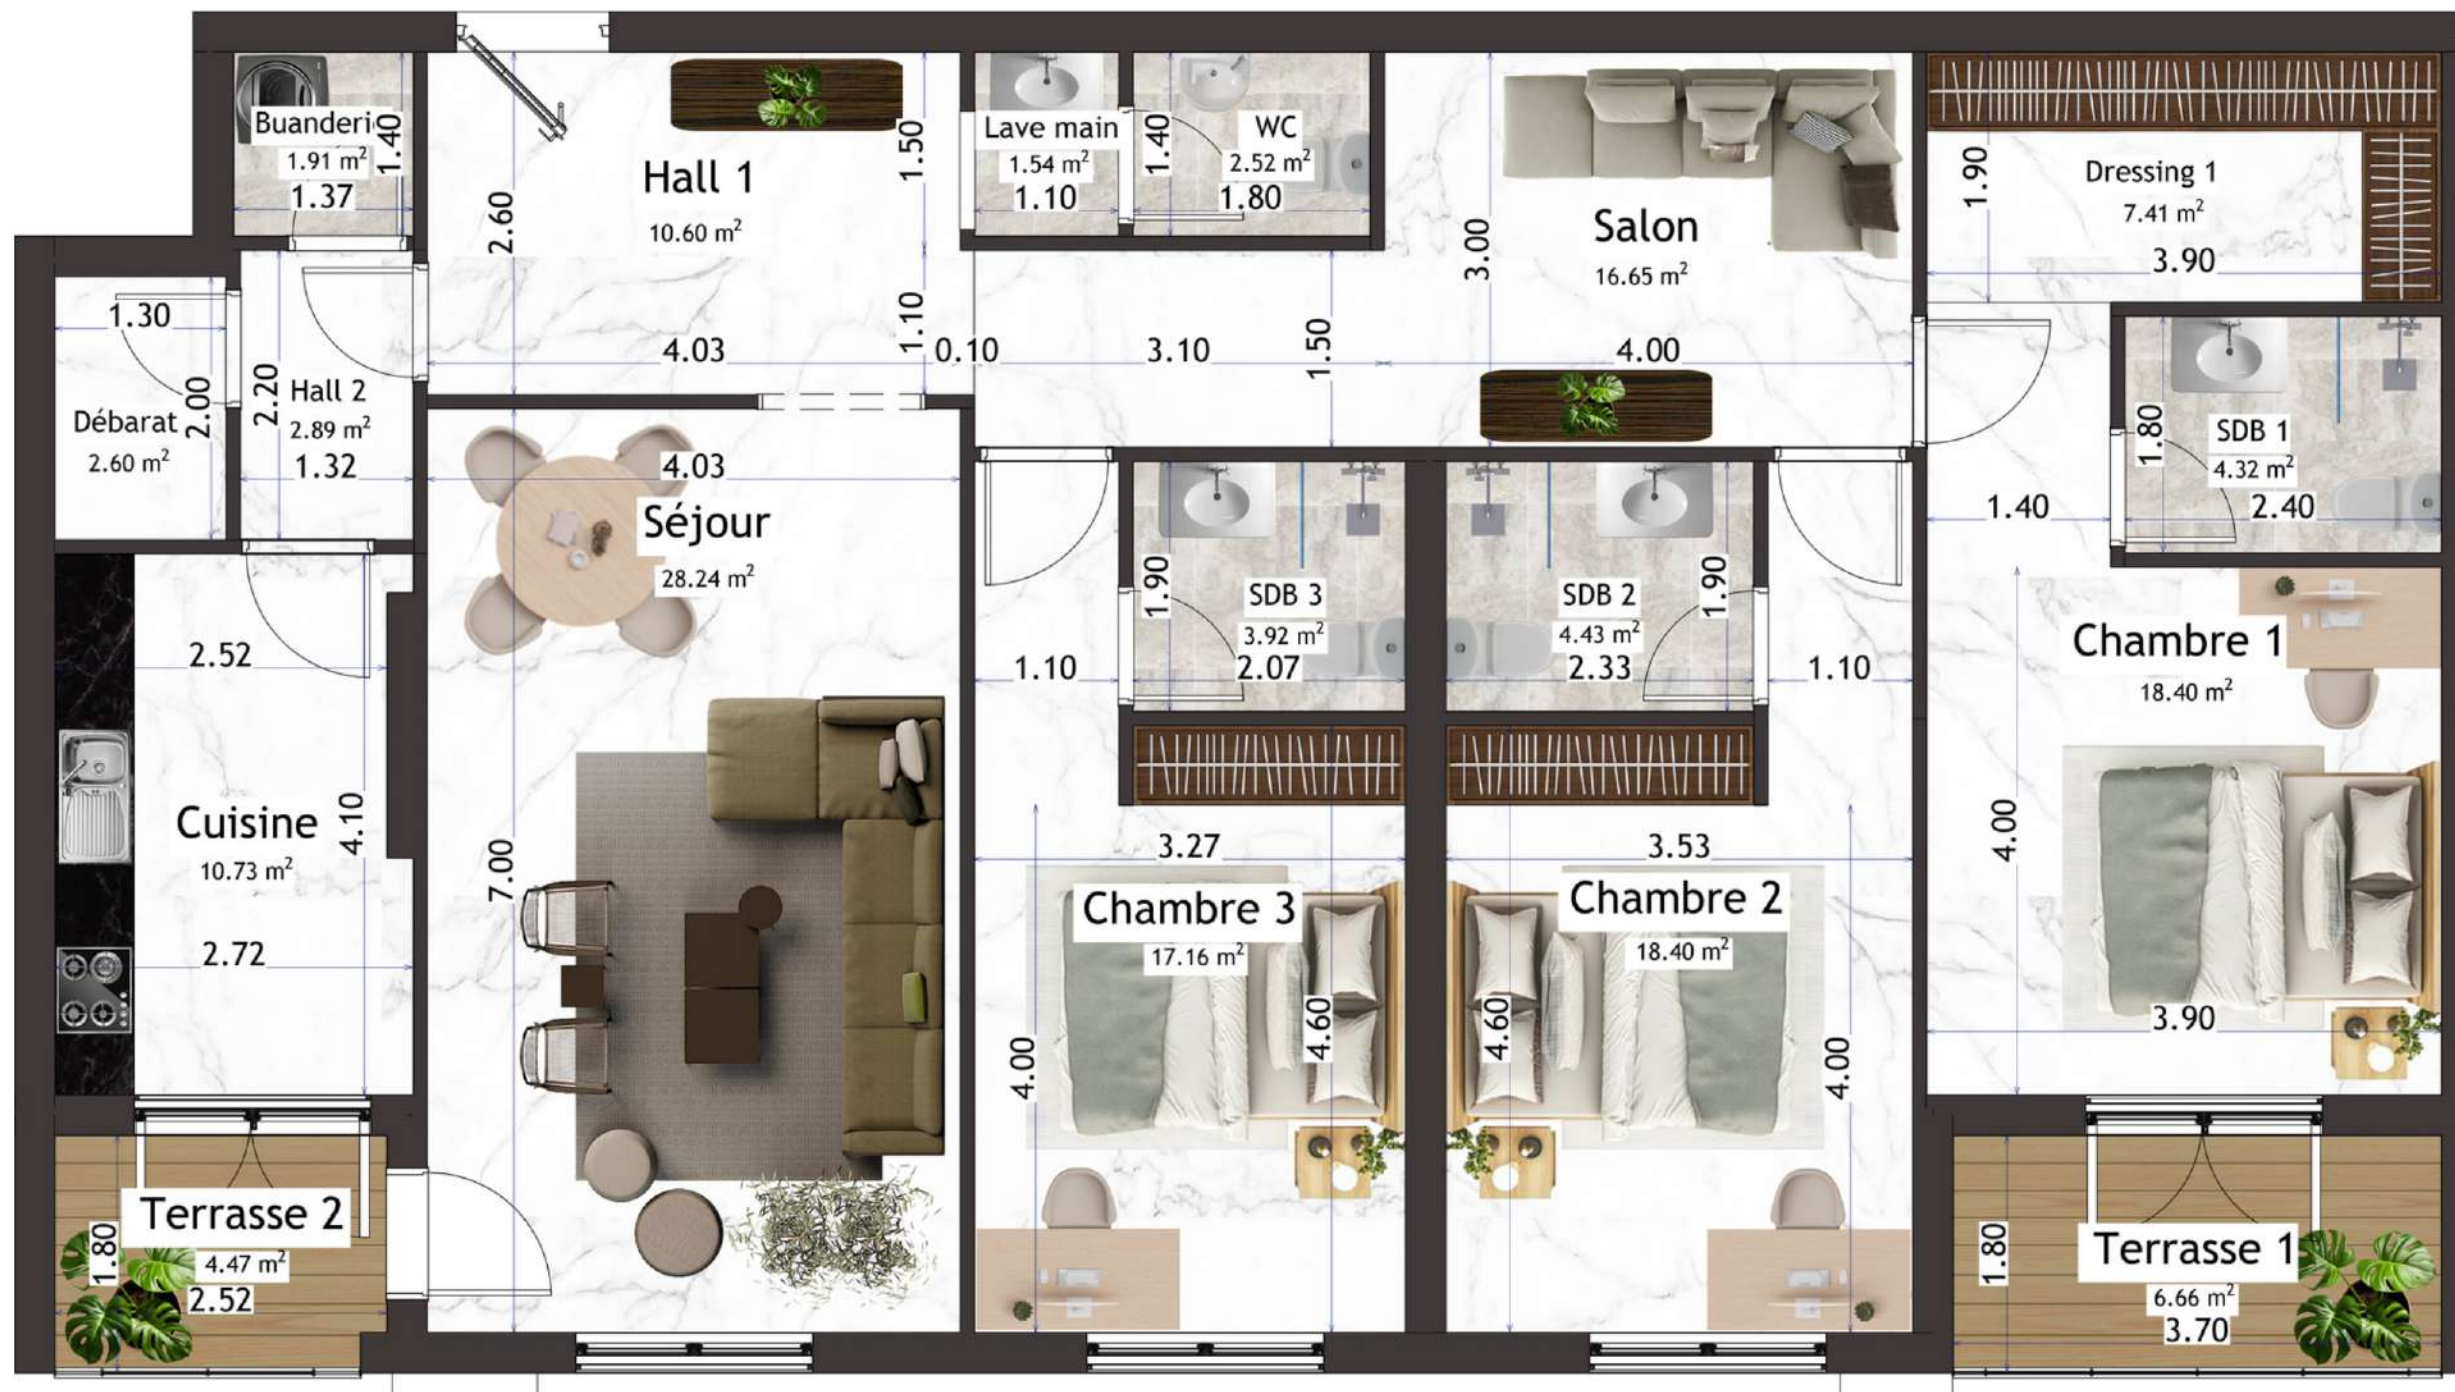 Buanderi
1.91 m²
1.37
1.40
2.60
Hall 1
10.60 m²
1.50
1.10
4.03
0.10
Lave main
1.54 m²
1.10
1.40
WC
2.52 m²
1.80
3.10
1.50
3.00
Salon
16.65 m²
4.00
1.90
Dressing 1
7.41 m²
3.90
1.30
Débarat
2.60 m²
2.00
2.20
Hall 2
2.89 m²
1.32
4.03
Séjour
28.24 m²
7.00
1.10
1.90
SDB 3
3.92 m²
2.07
SDB 2
4.43 m²
2.33
1.90
1.10
1.40
1.80
SDB 1
4.32 m²
2.40
Chambre 1
18.40 m²
4.00
3.90
2.52
Cuisine
10.73 m²
4.10
2.72
3.27
Chambre 3
17.16 m²
4.00
4.60
3.53
Chambre 2
18.40 m²
4.60
4.00
Terrasse 2
4.47 m²
1.80
2.52
Terrasse 1
6.66 m²
1.80
3.70